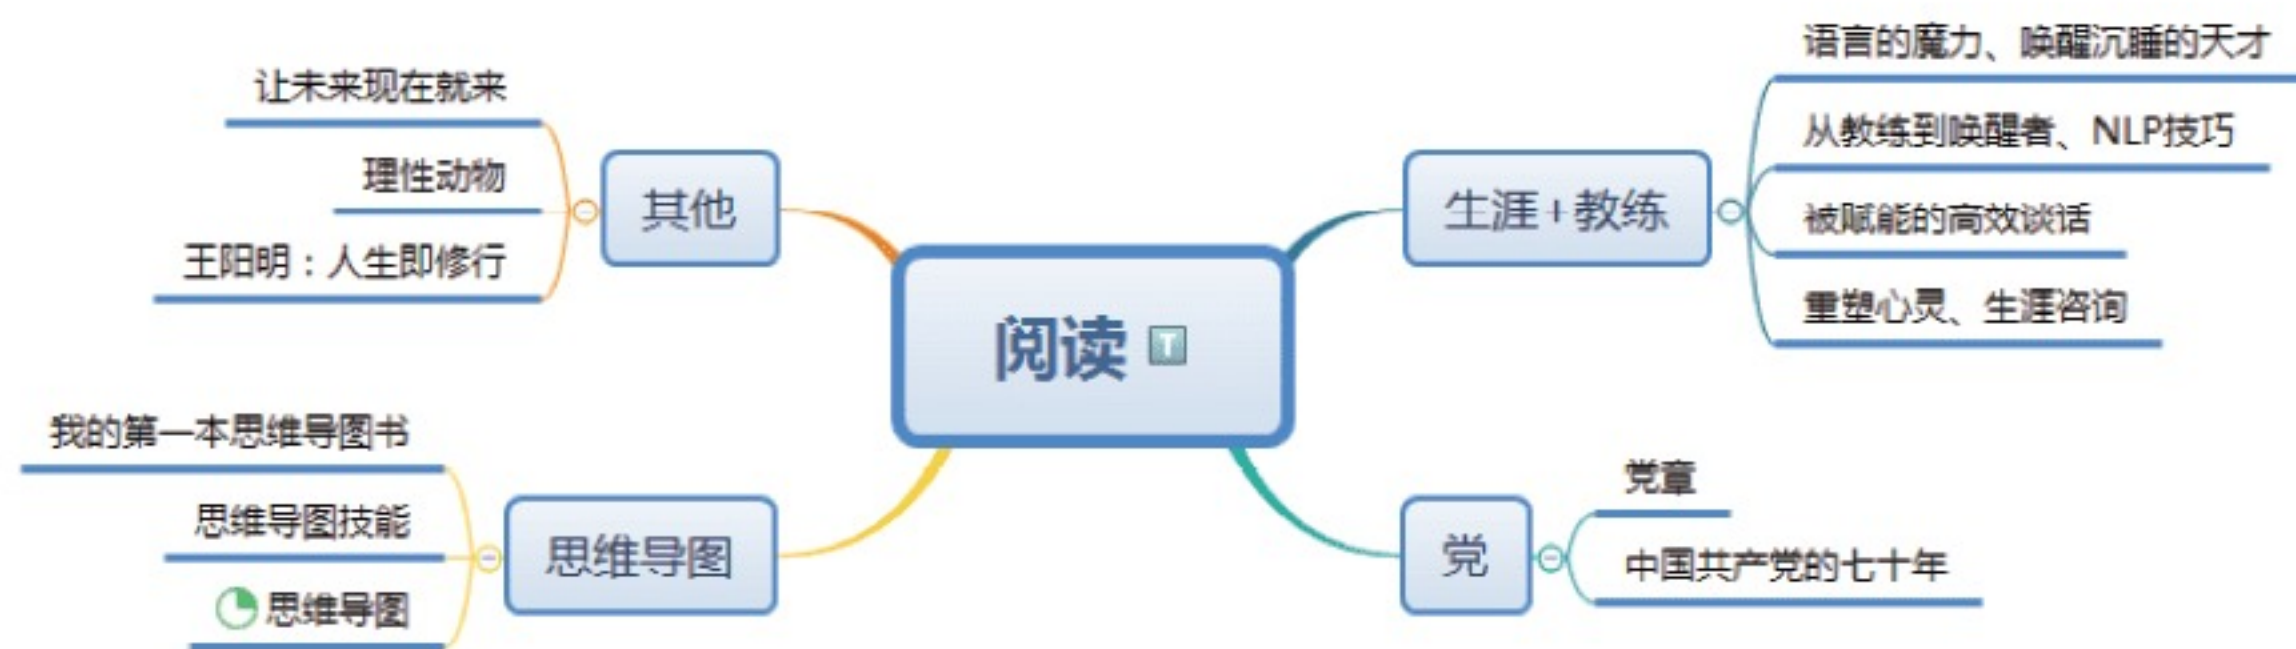 语言的魔力、唤醒沉睡的天才
让未来现在就来
从教练到唤醒者、NLP技巧
理性动物
其他
生涯+教练
被赋能的高效谈话
王阳明：人生即修行
重塑心灵、生涯咨询
阅读 T
我的第一本思维导图书
党章
思维导图技能
思维导图
党
中国共产党的七十年
思维导图